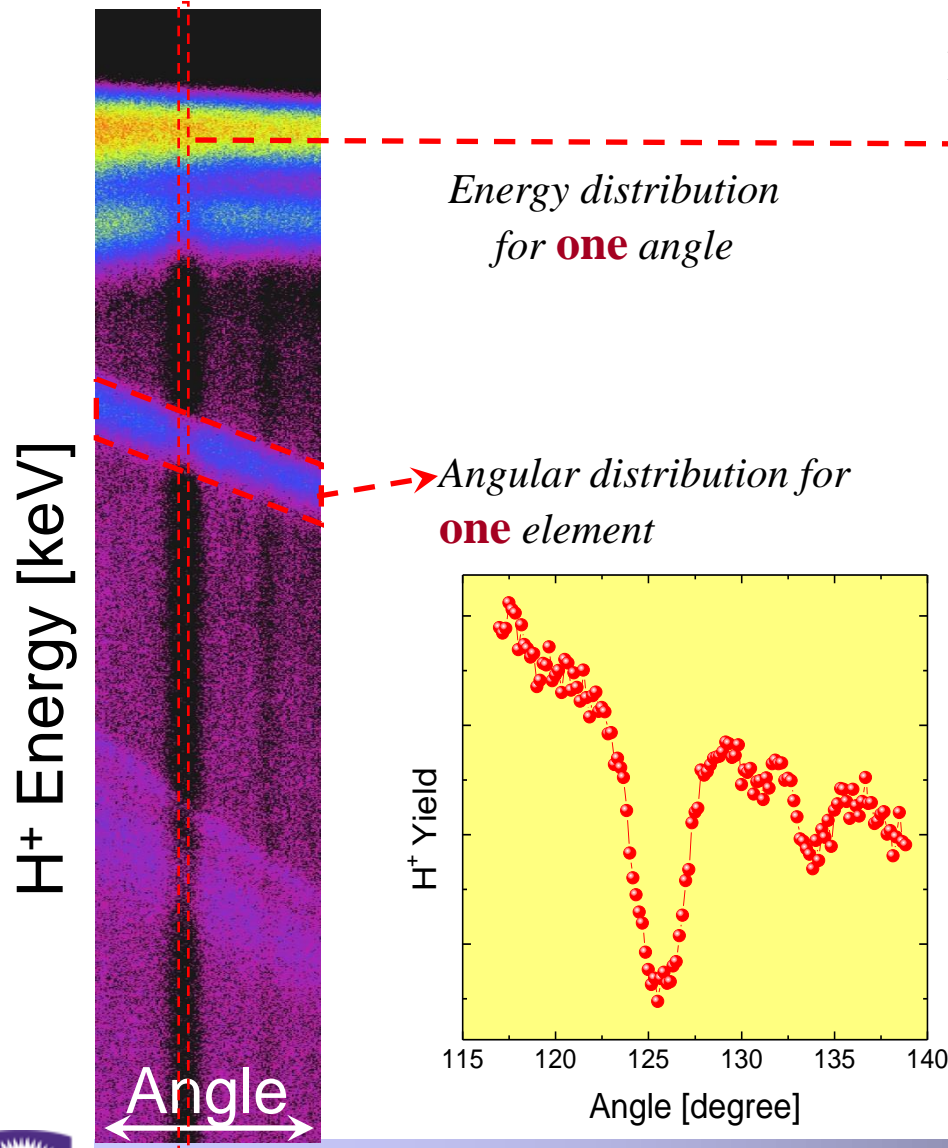 Energy distribution
for one angle
H+ Energy [keV]
Angular distribution for
one element
H+ Yield
115 120 125 130 135 140
Angle [degree]
Angle